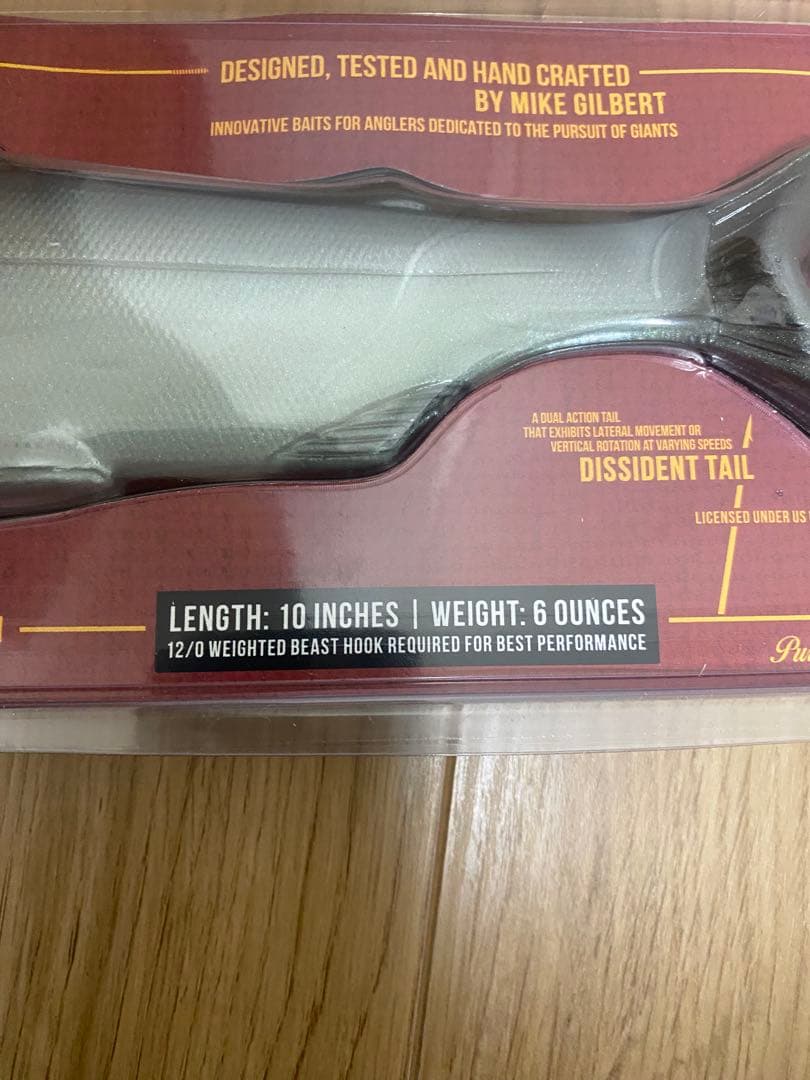 DESIGNED, TESTED AND HAND CRAFTED
BY MIKE GILBERT
INNOVATIVE BAITS FOR ANGLERS DEDICATED TO THE PURSUIT OF GIANTS
A DUAL ACTION TAIL
THAT EXHIBITS LATERAL MOVEMENT OR
VERTICAL ROTATION AT VARYING SPEEDS
DISSIDENT TAIL
LICENSED UNDER US
LENGTH: 10 INCHES | WEIGHT: 6 OUNCES
12/0 WEIGHTED BEAST HOOK REQUIRED FOR BEST PERFORMANCE